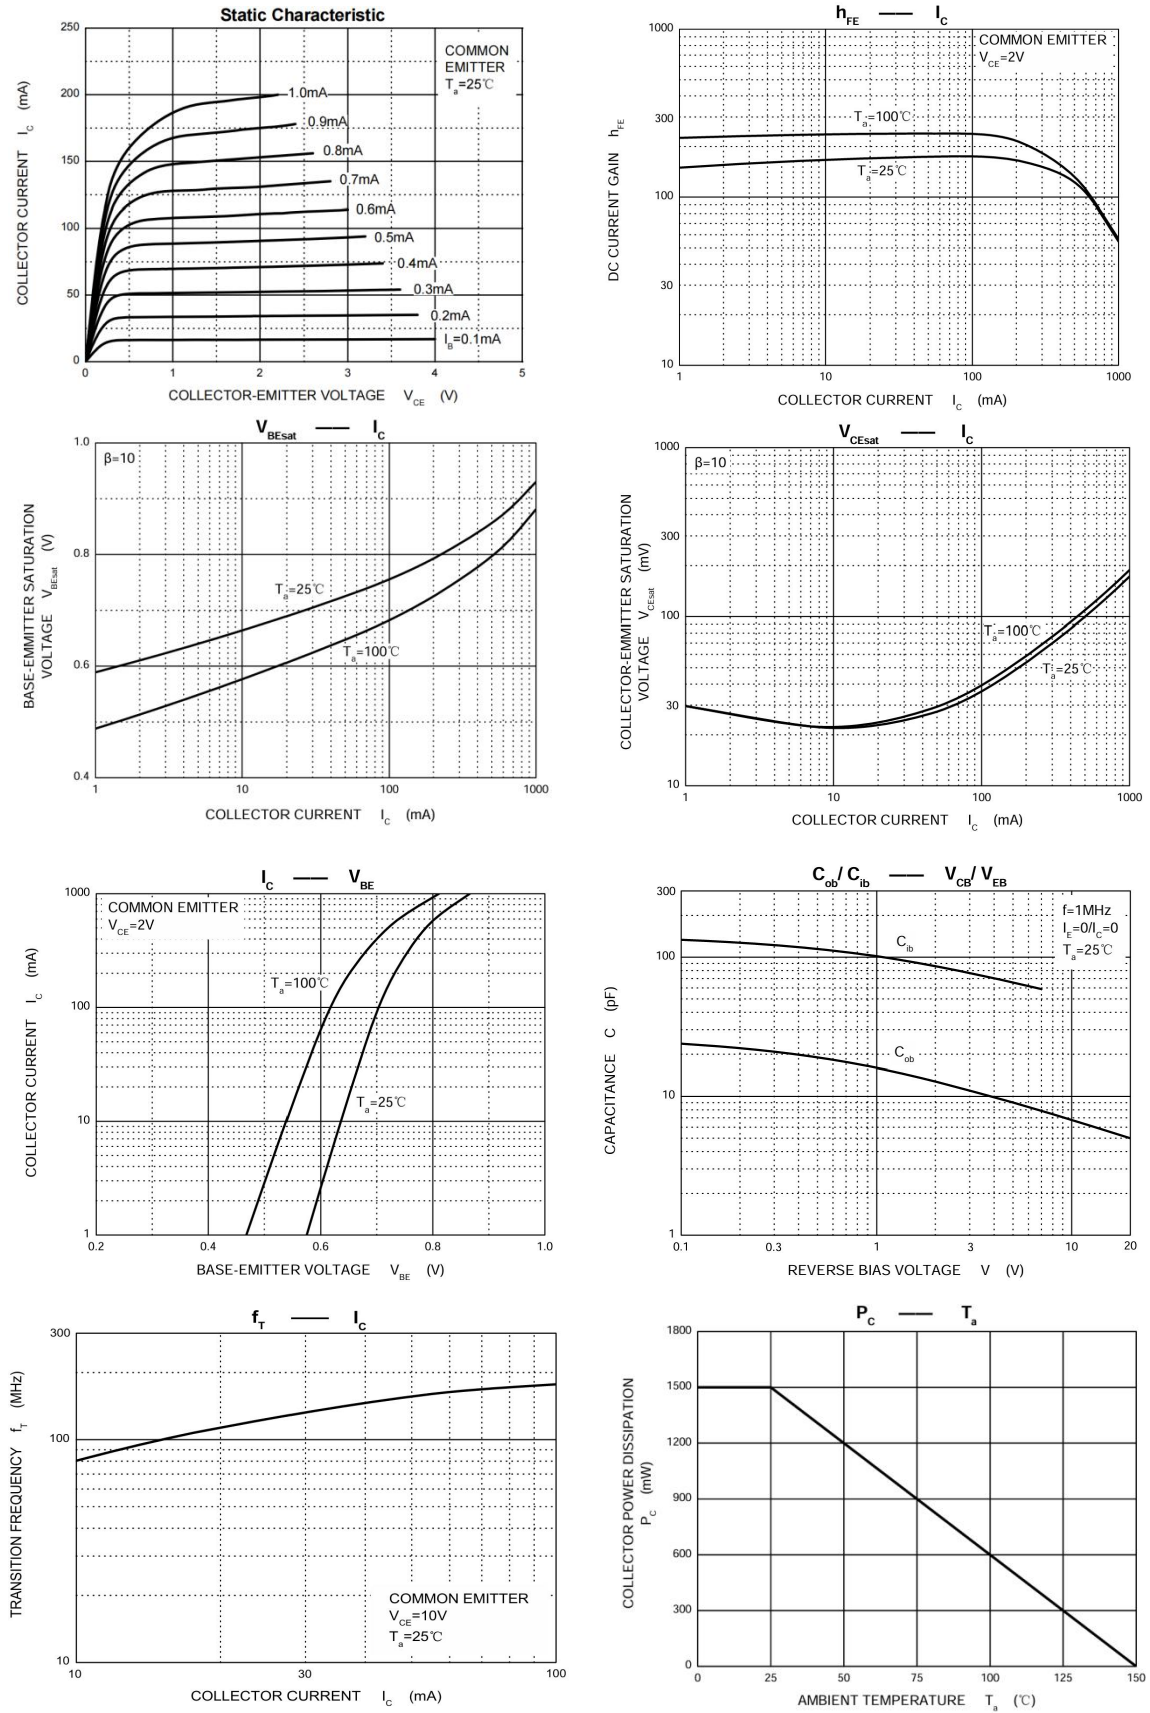 Static Characteristic
COLLECTOR CURRENT I_C (mA)
250
200
150
100
50
0
COMMON
EMITTER
T_a=25℃
1.0mA
0.9mA
0.8mA
0.7mA
0.6mA
0.5mA
0.4mA
0.3mA
0.2mA
I_B=0.1mA
0 1 2 3 4 5
COLLECTOR-EMITTER VOLTAGE V_CE (V)
h_FE —— I_C
DC CURRENT GAIN h_FE
1000
300
100
30
10
COMMON EMITTER
V_CE=2V
T_a=100℃
T_a=25℃
1 10 100 1000
COLLECTOR CURRENT I_C (mA)
V_BEsat —— I_C
BASE-EMMITTER SATURATION
VOLTAGE V_BEsat (V)
1.0
0.8
0.6
0.4
β=10
T_a=25℃
T_a=100℃
1 10 100 1000
COLLECTOR CURRENT I_C (mA)
V_CEsat —— I_C
COLLECTOR-EMMITTER SATURATION
VOLTAGE V_CEsat (mV)
1000
300
100
30
10
β=10
T_a=100℃
T_a=25℃
1 10 100 1000
COLLECTOR CURRENT I_C (mA)
I_C —— V_BE
COLLECTOR CURRENT I_C (mA)
1000
100
10
1
COMMON EMITTER
V_CE=2V
T_a=100℃
T_a=25℃
0.2 0.4 0.6 0.8 1.0
BASE-EMITTER VOLTAGE V_BE (V)
C_ob/ C_ib —— V_CB/ V_EB
CAPACITANCE C (pF)
300
100
10
1
f=1MHz
I_E=0/I_C=0
T_a=25℃
C_ib
C_ob
0.1 0.3 1 3 10 20
REVERSE BIAS VOLTAGE V (V)
f_T —— I_C
TRANSITION FREQUENCY f_T (MHz)
300
100
10
COMMON EMITTER
V_CE=10V
T_a=25℃
10 30 100
COLLECTOR CURRENT I_C (mA)
P_C —— T_a
COLLECTOR POWER DISSIPATION
P_C (mW)
1800
1500
1200
900
600
300
0
0 25 50 75 100 125 150
AMBIENT TEMPERATURE T_a (℃)